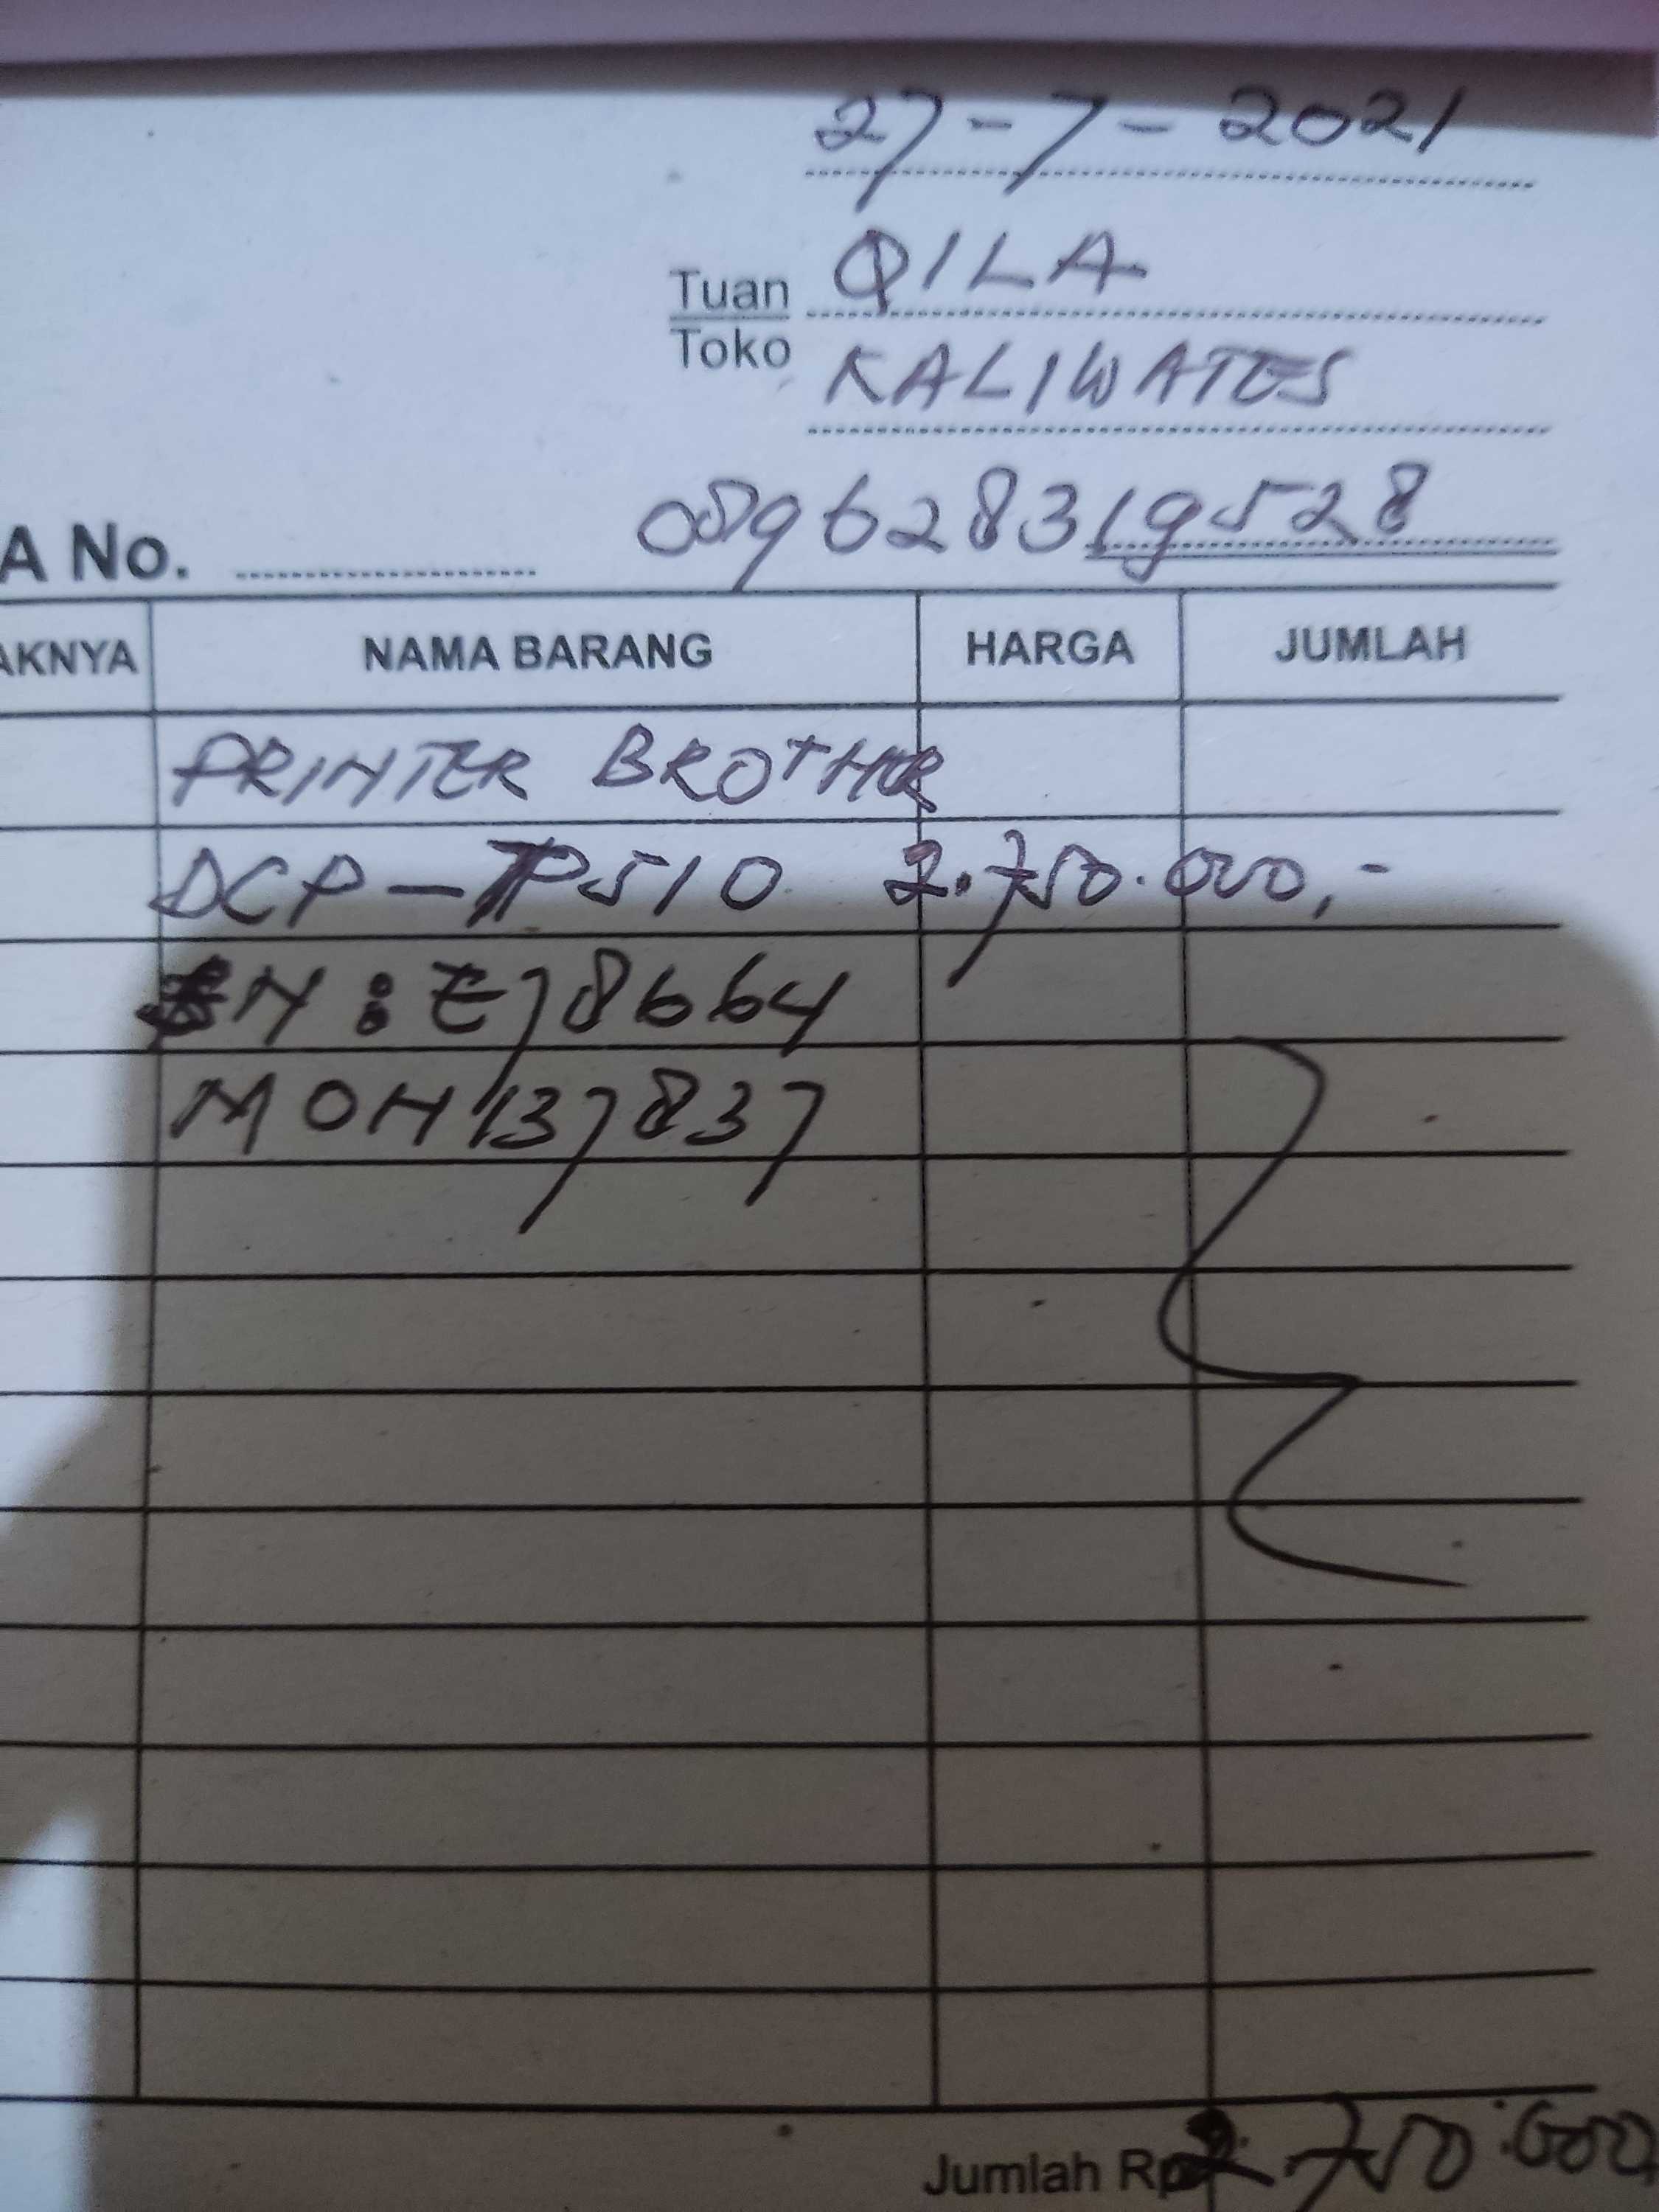 27-7-2021
Tuan QILA
Toko KALIWATES
089628319528
A No.
AKNYA NAMA BARANG HARGA JUMLAH
PRINTER BROTHER
DCP - TP510 2.750.000,-
SN : E78664
MOH137837
Jumlah Rp 2.750.000